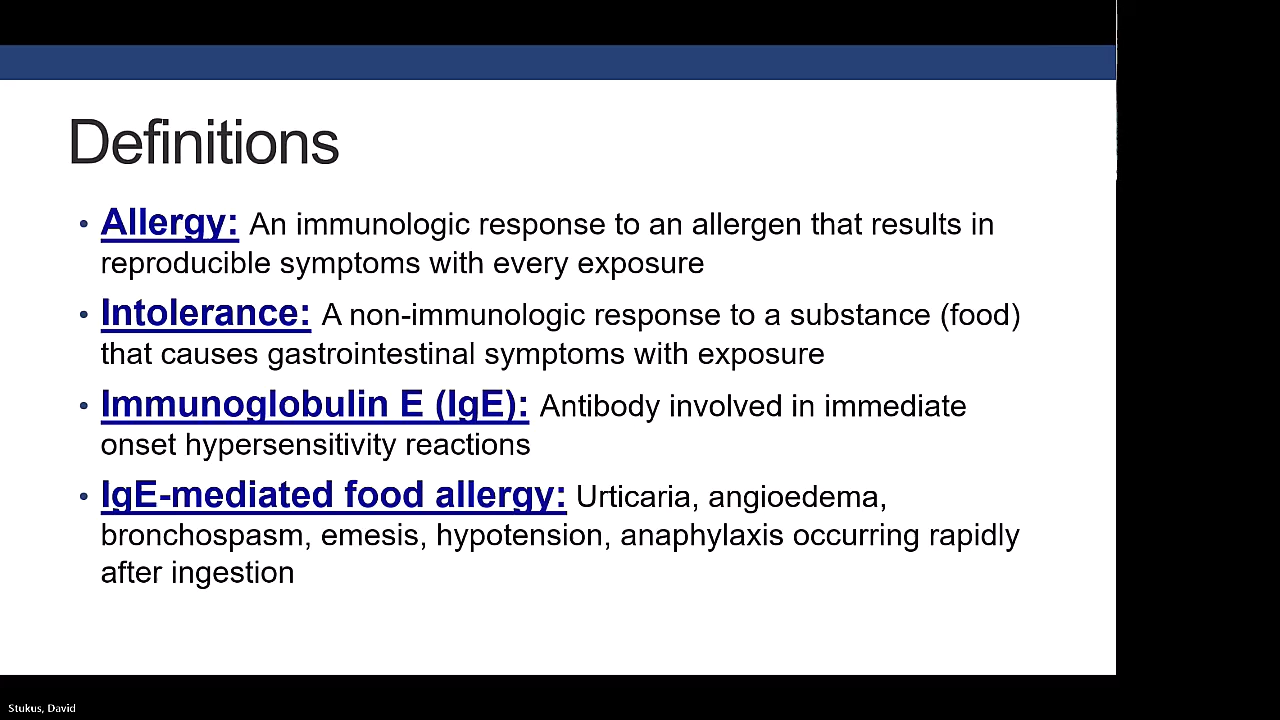 Definitions
• Allergy: An immunologic response to an allergen that results in
reproducible symptoms with every exposure
• Intolerance: A non-immunologic response to a substance (food)
that causes gastrointestinal symptoms with exposure
• Immunoglobulin E (IgE): Antibody involved in immediate
onset hypersensitivity reactions
• IgE-mediated food allergy: Urticaria, angioedema,
bronchospasm, emesis, hypotension, anaphylaxis occurring rapidly
after ingestion
Stukus, David